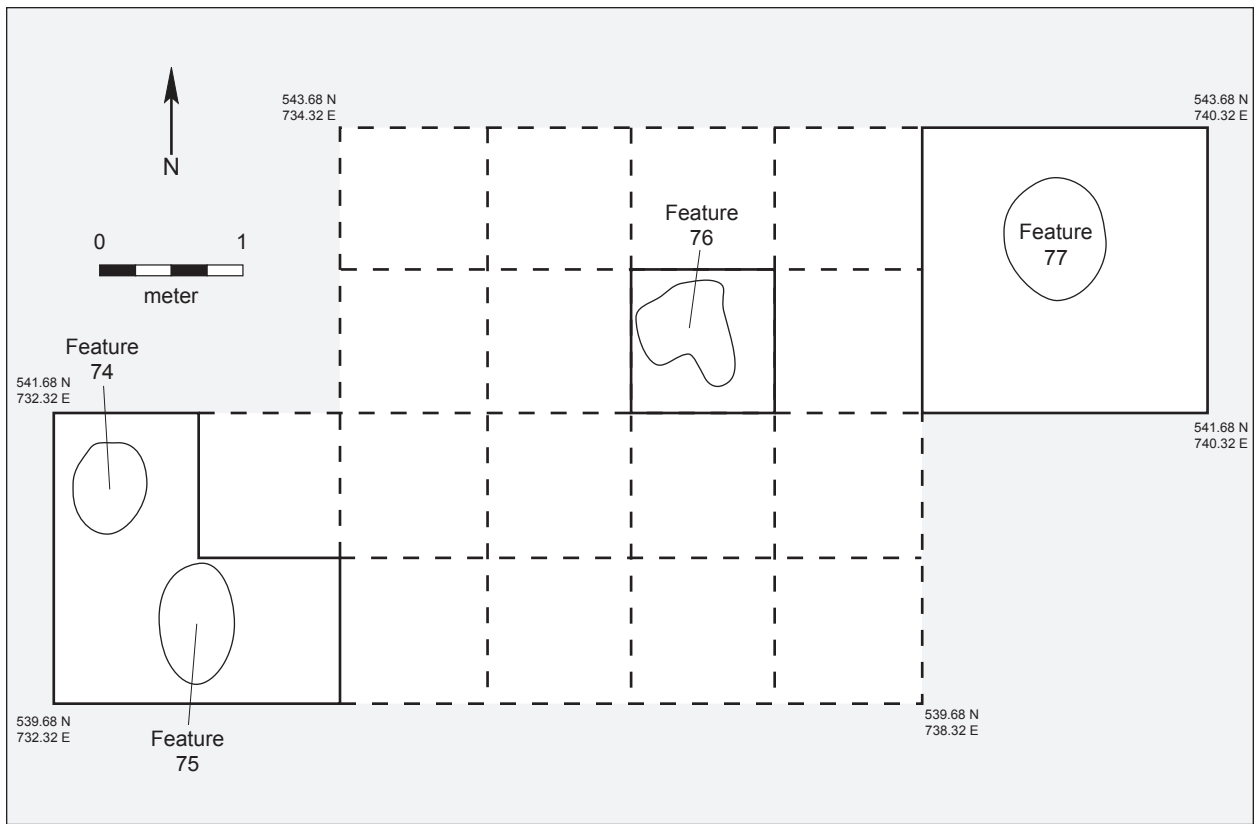 543.68 N
734.32 E
543.68 N
740.32 E
N
0 1
meter
Feature
76
Feature
77
Feature
74
541.68 N
732.32 E
541.68 N
740.32 E
539.68 N
732.32 E
Feature
75
539.68 N
738.32 E